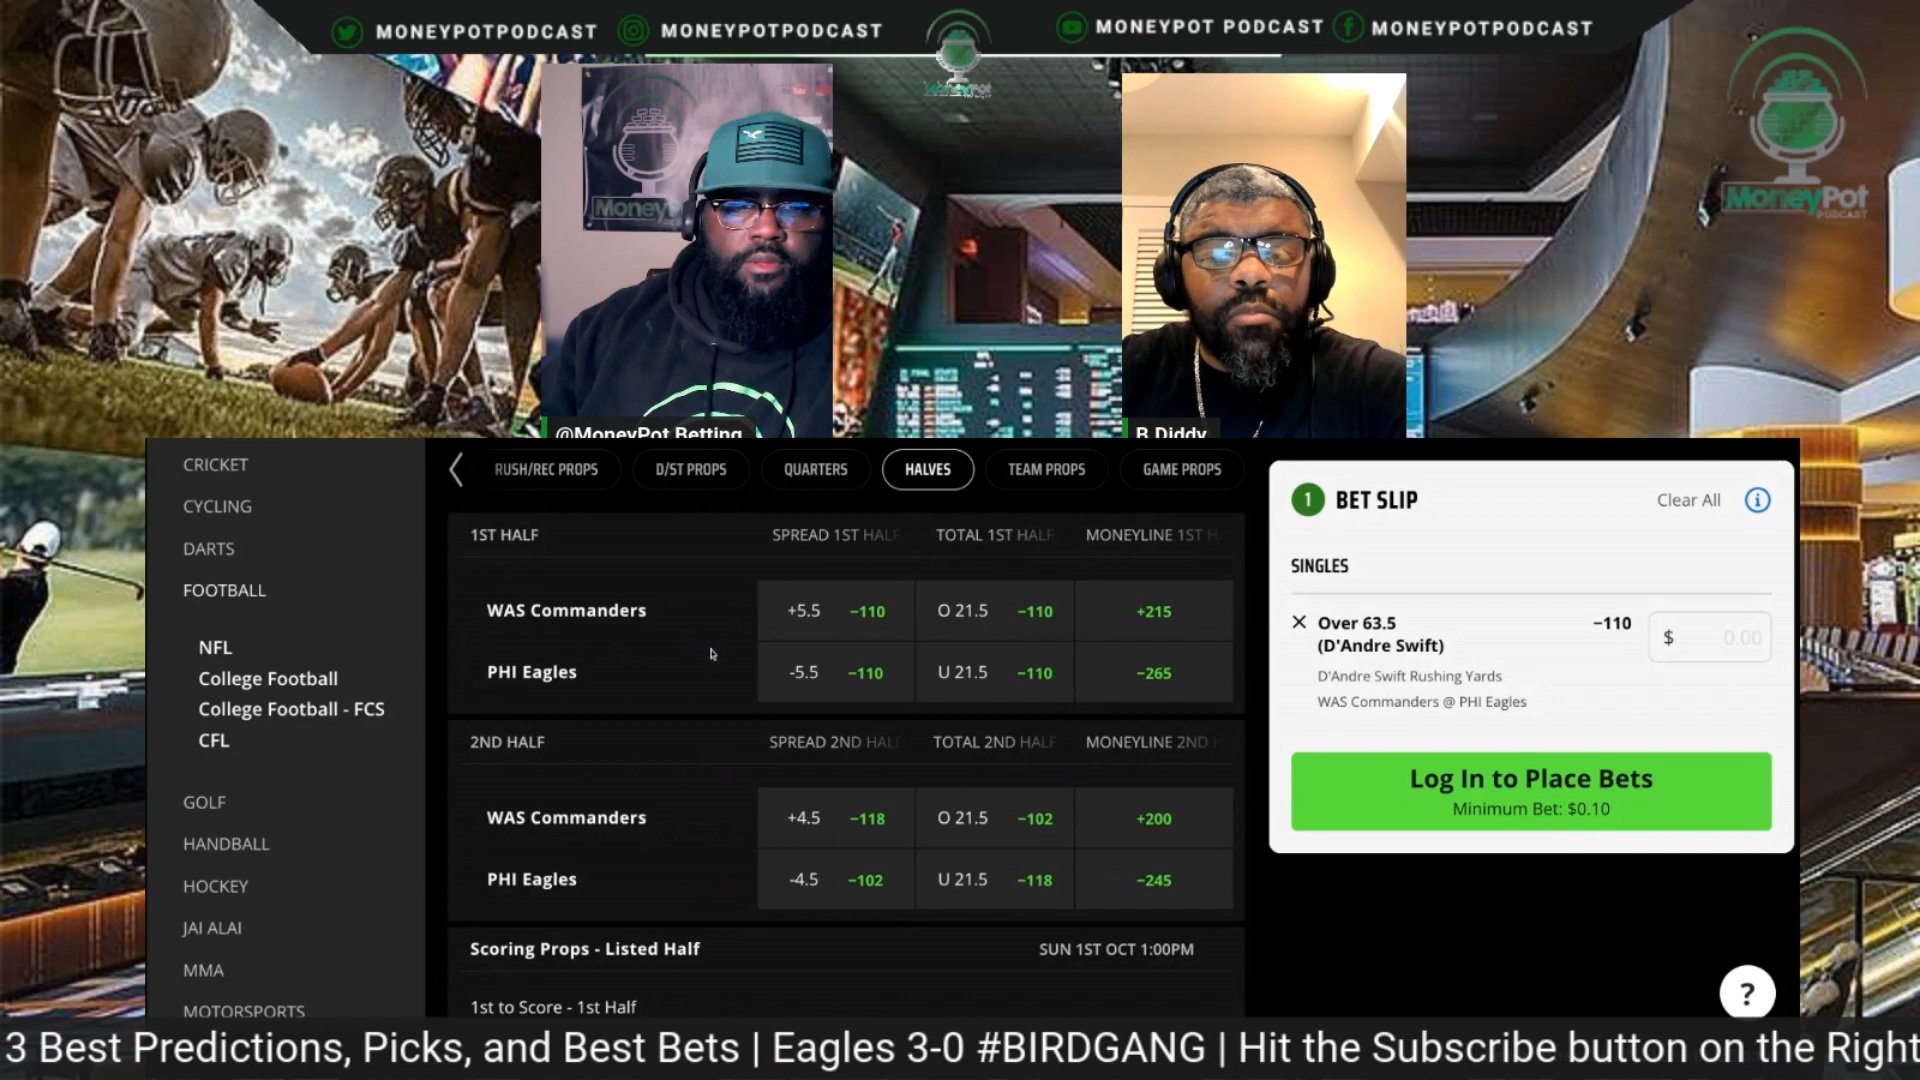 MONEYPOTPODCAST MONEYPOTPODCAST MONEYPOT PODCAST MONEYPOTPODCAST
MoneyPot
MoneyPot
PODCAST
Money
@MoneyPot Betting
B Diddy
CRICKET
CYCLING
DARTS
FOOTBALL
NFL
College Football
College Football - FCS
CFL
GOLF
HANDBALL
HOCKEY
JAI ALAI
MMA
MOTORSPORTS
RUSH/REC PROPS D/ST PROPS QUARTERS HALVES TEAM PROPS GAME PROPS
1ST HALF SPREAD 1ST HALF TOTAL 1ST HALF MONEYLINE 1ST H
WAS Commanders +5.5 −110 O 21.5 −110 +215
PHI Eagles -5.5 −110 U 21.5 −110 −265
2ND HALF SPREAD 2ND HALF TOTAL 2ND HALF MONEYLINE 2ND H
WAS Commanders +4.5 −118 O 21.5 −102 +200
PHI Eagles -4.5 −102 U 21.5 −118 −245
Scoring Props - Listed Half SUN 1ST OCT 1:00PM
1st to Score - 1st Half
1 BET SLIP Clear All i
SINGLES
Over 63.5 −110 $ 0.00
(D'Andre Swift)
D'Andre Swift Rushing Yards
WAS Commanders @ PHI Eagles
Log In to Place Bets
Minimum Bet: $0.10
?
3 Best Predictions, Picks, and Best Bets | Eagles 3-0 #BIRDGANG | Hit the Subscribe button on the Right